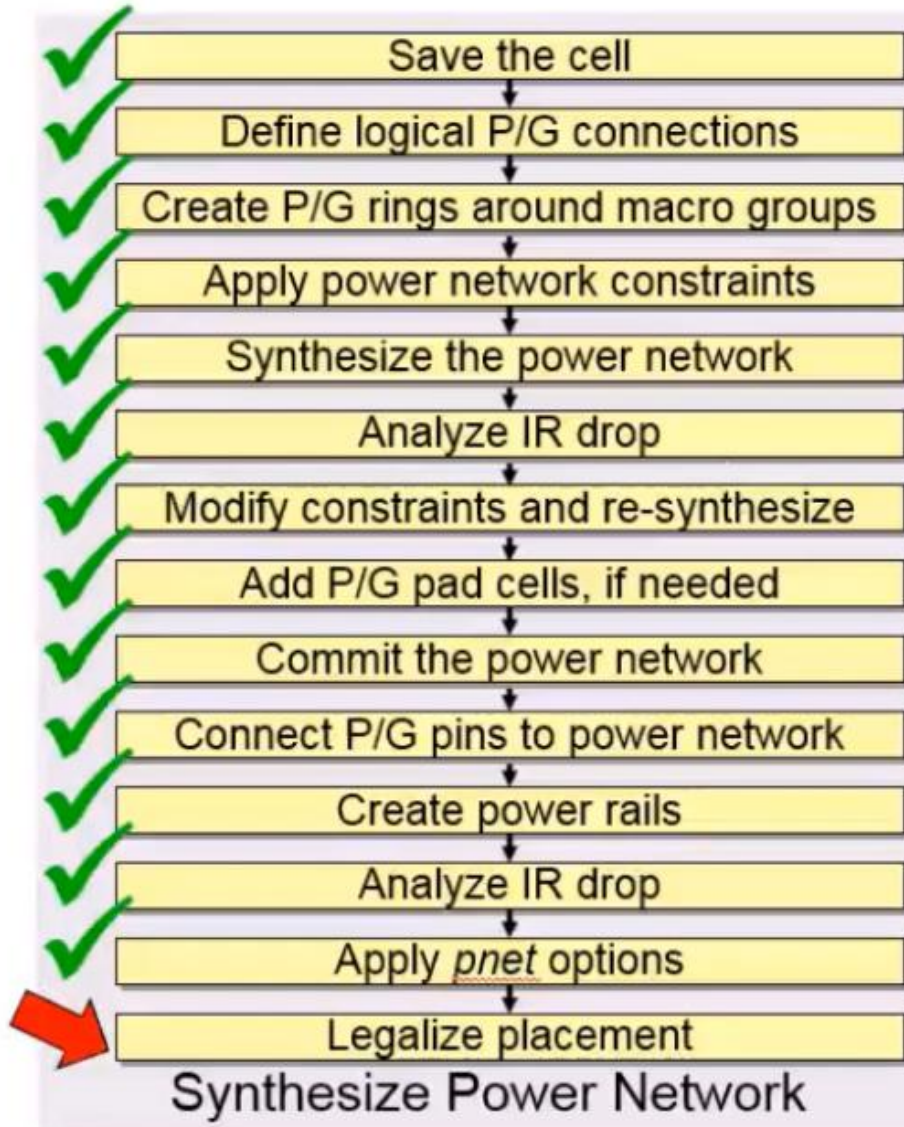 Save the cell
Define logical P/G connections
Create P/G rings around macro groups
Apply power network constraints
Synthesize the power network
Analyze IR drop
Modify constraints and re-synthesize
Add P/G pad cells, if needed
Commit the power network
Connect P/G pins to power network
Create power rails
Analyze IR drop
Apply pnet options
Legalize placement
Synthesize Power Network